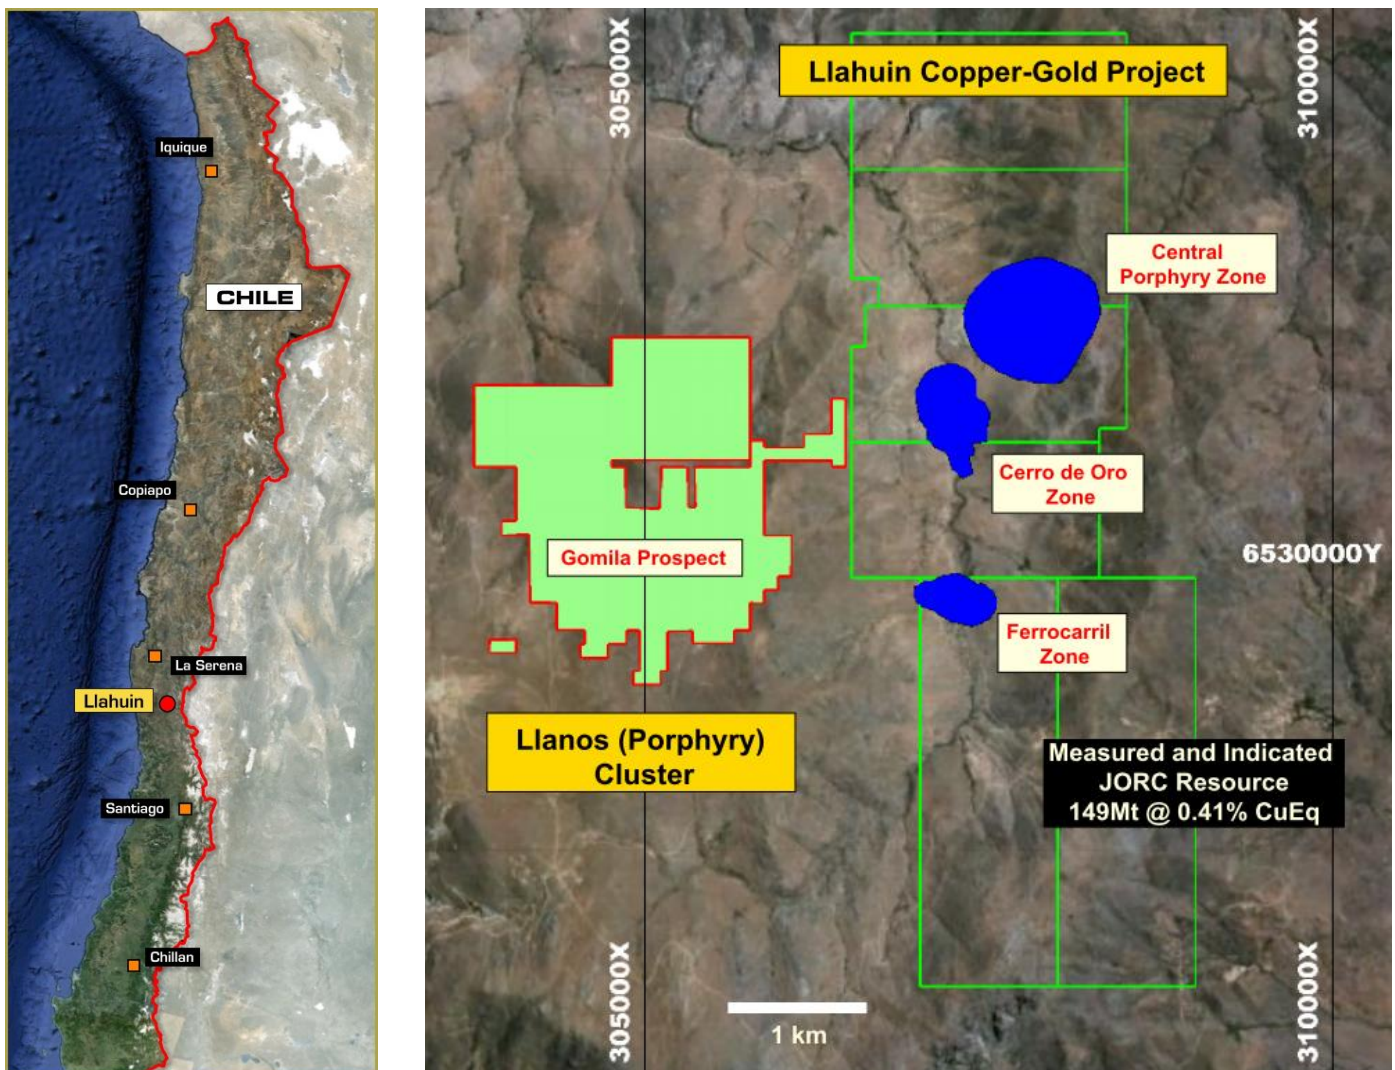 Iquique
CHILE
Copiapo
La Serena
Llahuin
Santiago
Chillan
305000X
310000X
Llahuin Copper-Gold Project
Central
Porphyry Zone
Cerro de Oro
Zone
6530000Y
Gomila Prospect
Ferrocarril
Zone
Llanos (Porphyry)
Cluster
Measured and Indicated
JORC Resource
149Mt @ 0.41% CuEq
305000X
1 km
310000X